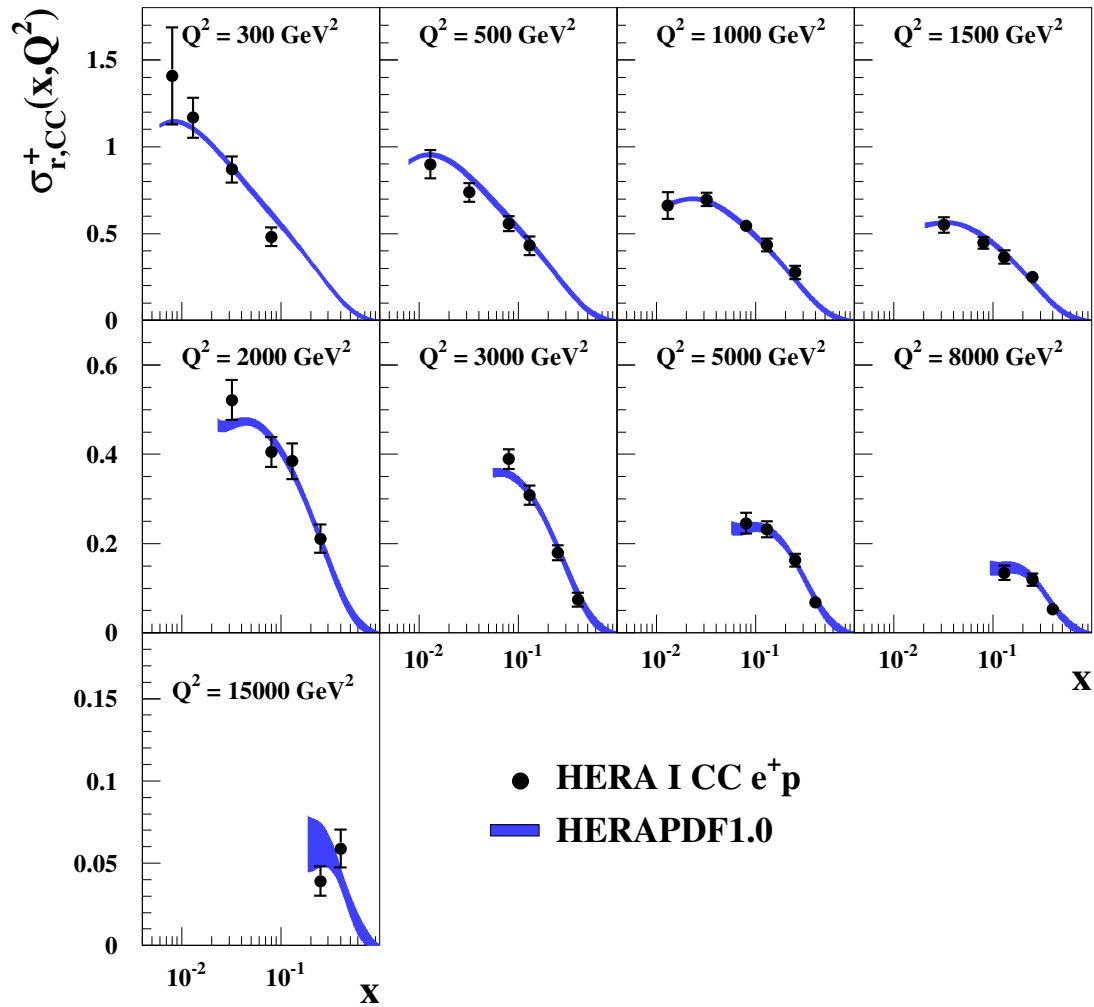 σ⁺r,CC(x,Q²)
Q² = 300 GeV²
Q² = 500 GeV²
Q² = 1000 GeV²
Q² = 1500 GeV²
1.5
1
0.5
0
Q² = 2000 GeV²
Q² = 3000 GeV²
Q² = 5000 GeV²
Q² = 8000 GeV²
0.6
0.4
0.2
0
10⁻² 10⁻¹
10⁻² 10⁻¹
10⁻² 10⁻¹
x
Q² = 15000 GeV²
0.15
0.1
0.05
0
10⁻² 10⁻¹
x
HERA I CC e⁺p
HERAPDF1.0